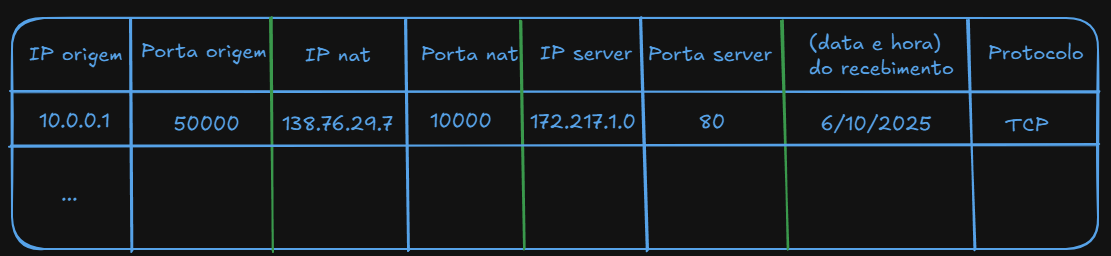 IP origem Porta origem IP nat Porta nat IP server Porta server (data e hora) do recebimento Protocolo
10.0.0.1 50000 138.76.29.7 10000 172.217.1.0 80 6/10/2025 TCP
...